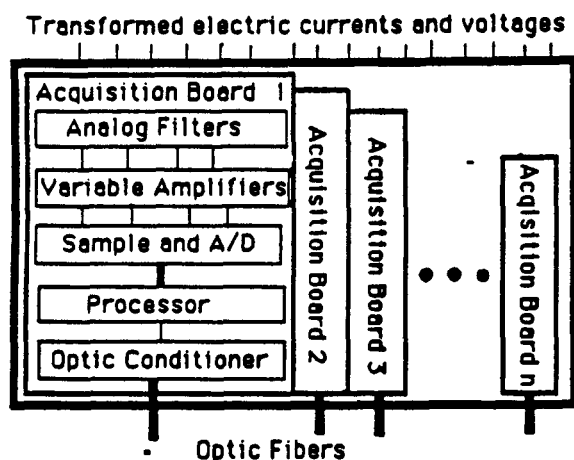 Transformed electric currents and voltages
Acquisition Board 1
Analog Filters
Variable Amplifiers
Sample and A/D
Processor
Optic Conditioner
Acquisition Board 2
Acquisition Board 3
Acqisition Board n
Optic Fibers